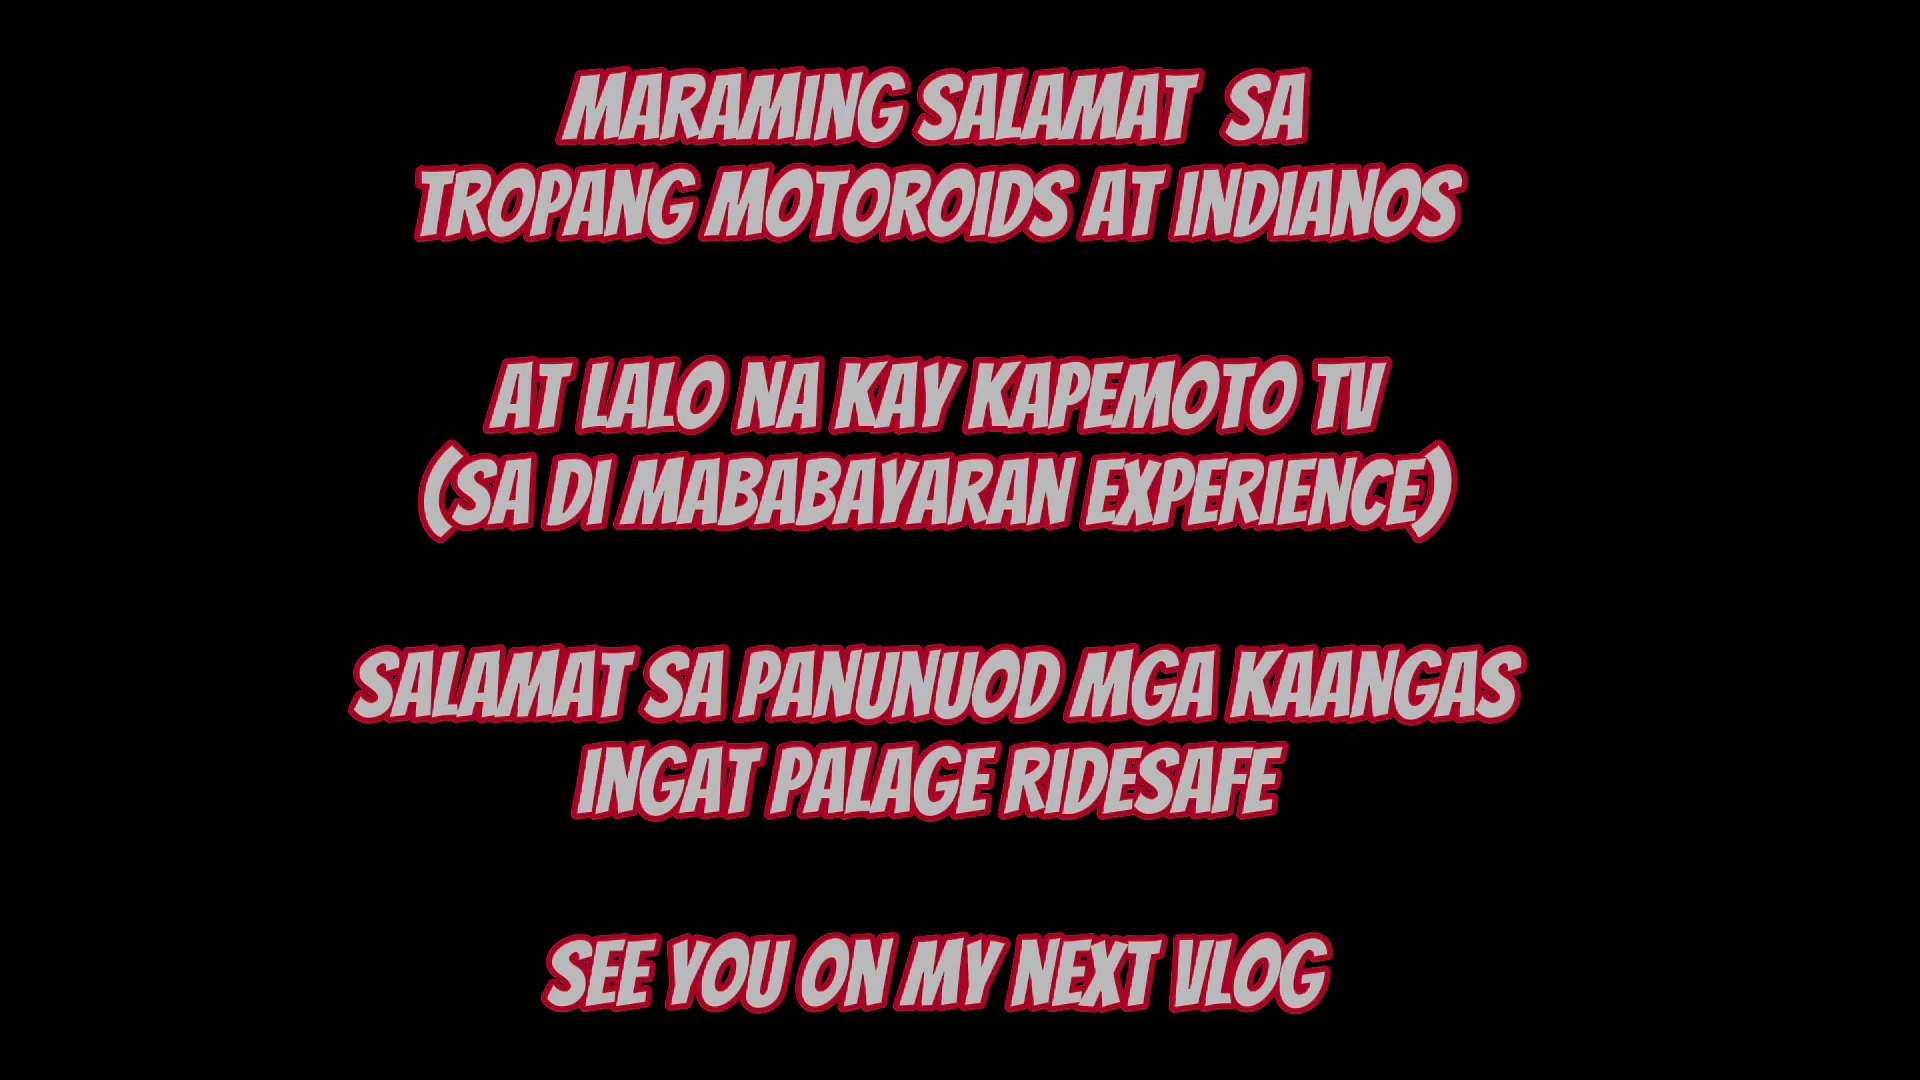 MARAMING SALAMAT SA
TROPANG MOTOROIDS AT INDIANOS
AT LALO NA KAY KAPEMOTO TV
(SA DI MABABAYARAN EXPERIENCE)
SALAMAT SA PANUNUOD MGA KAANGAS
INGAT PALAGE RIDESAFE
SEE YOU ON MY NEXT VLOG